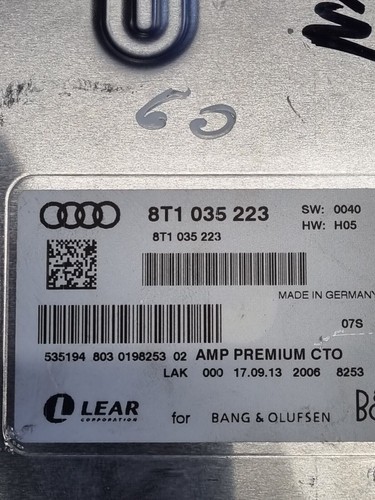 60
8T1 035 223 SW: 0040
8T1 035 223 HW: H05
MADE IN GERMANY
07S
535194 803 0198253 02 AMP PREMIUM CTO
LAK 000 17.09.13 2006 8253
LEAR
CORPORATION
for BANG & OLUFSEN B&